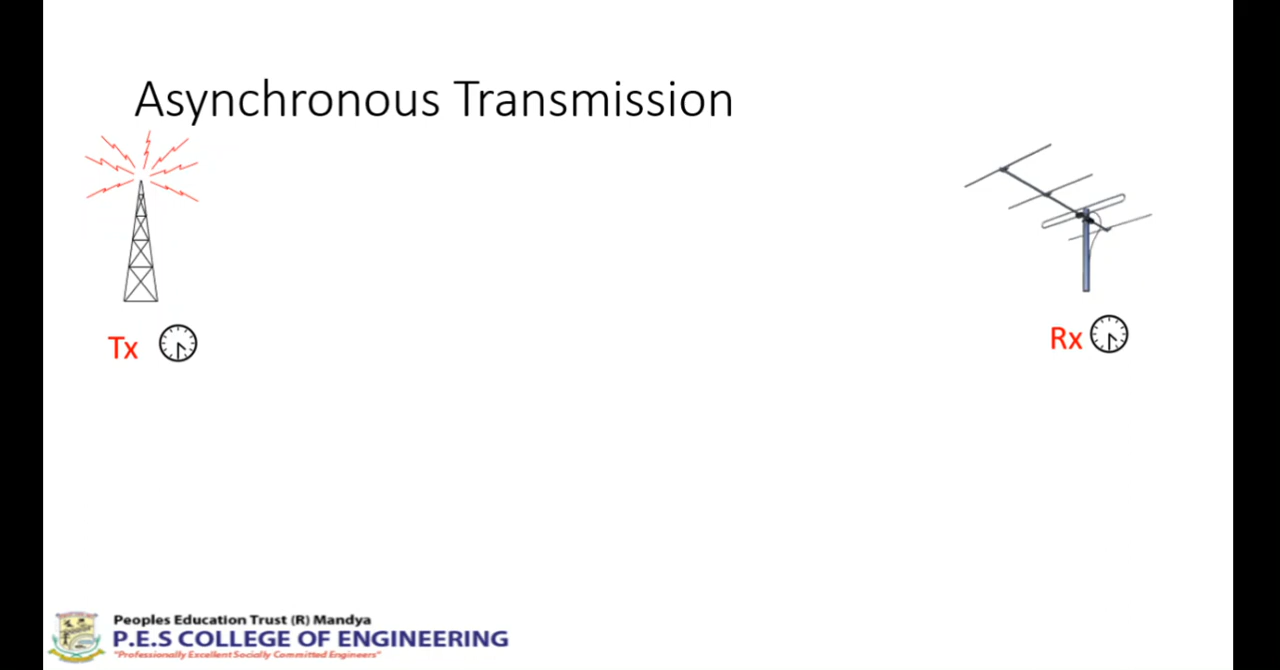 Asynchronous Transmission
Tx
Rx
Peoples Education Trust (R) Mandya
P.E.S COLLEGE OF ENGINEERING
"Professionally Excellent Socially Committed Engineers"